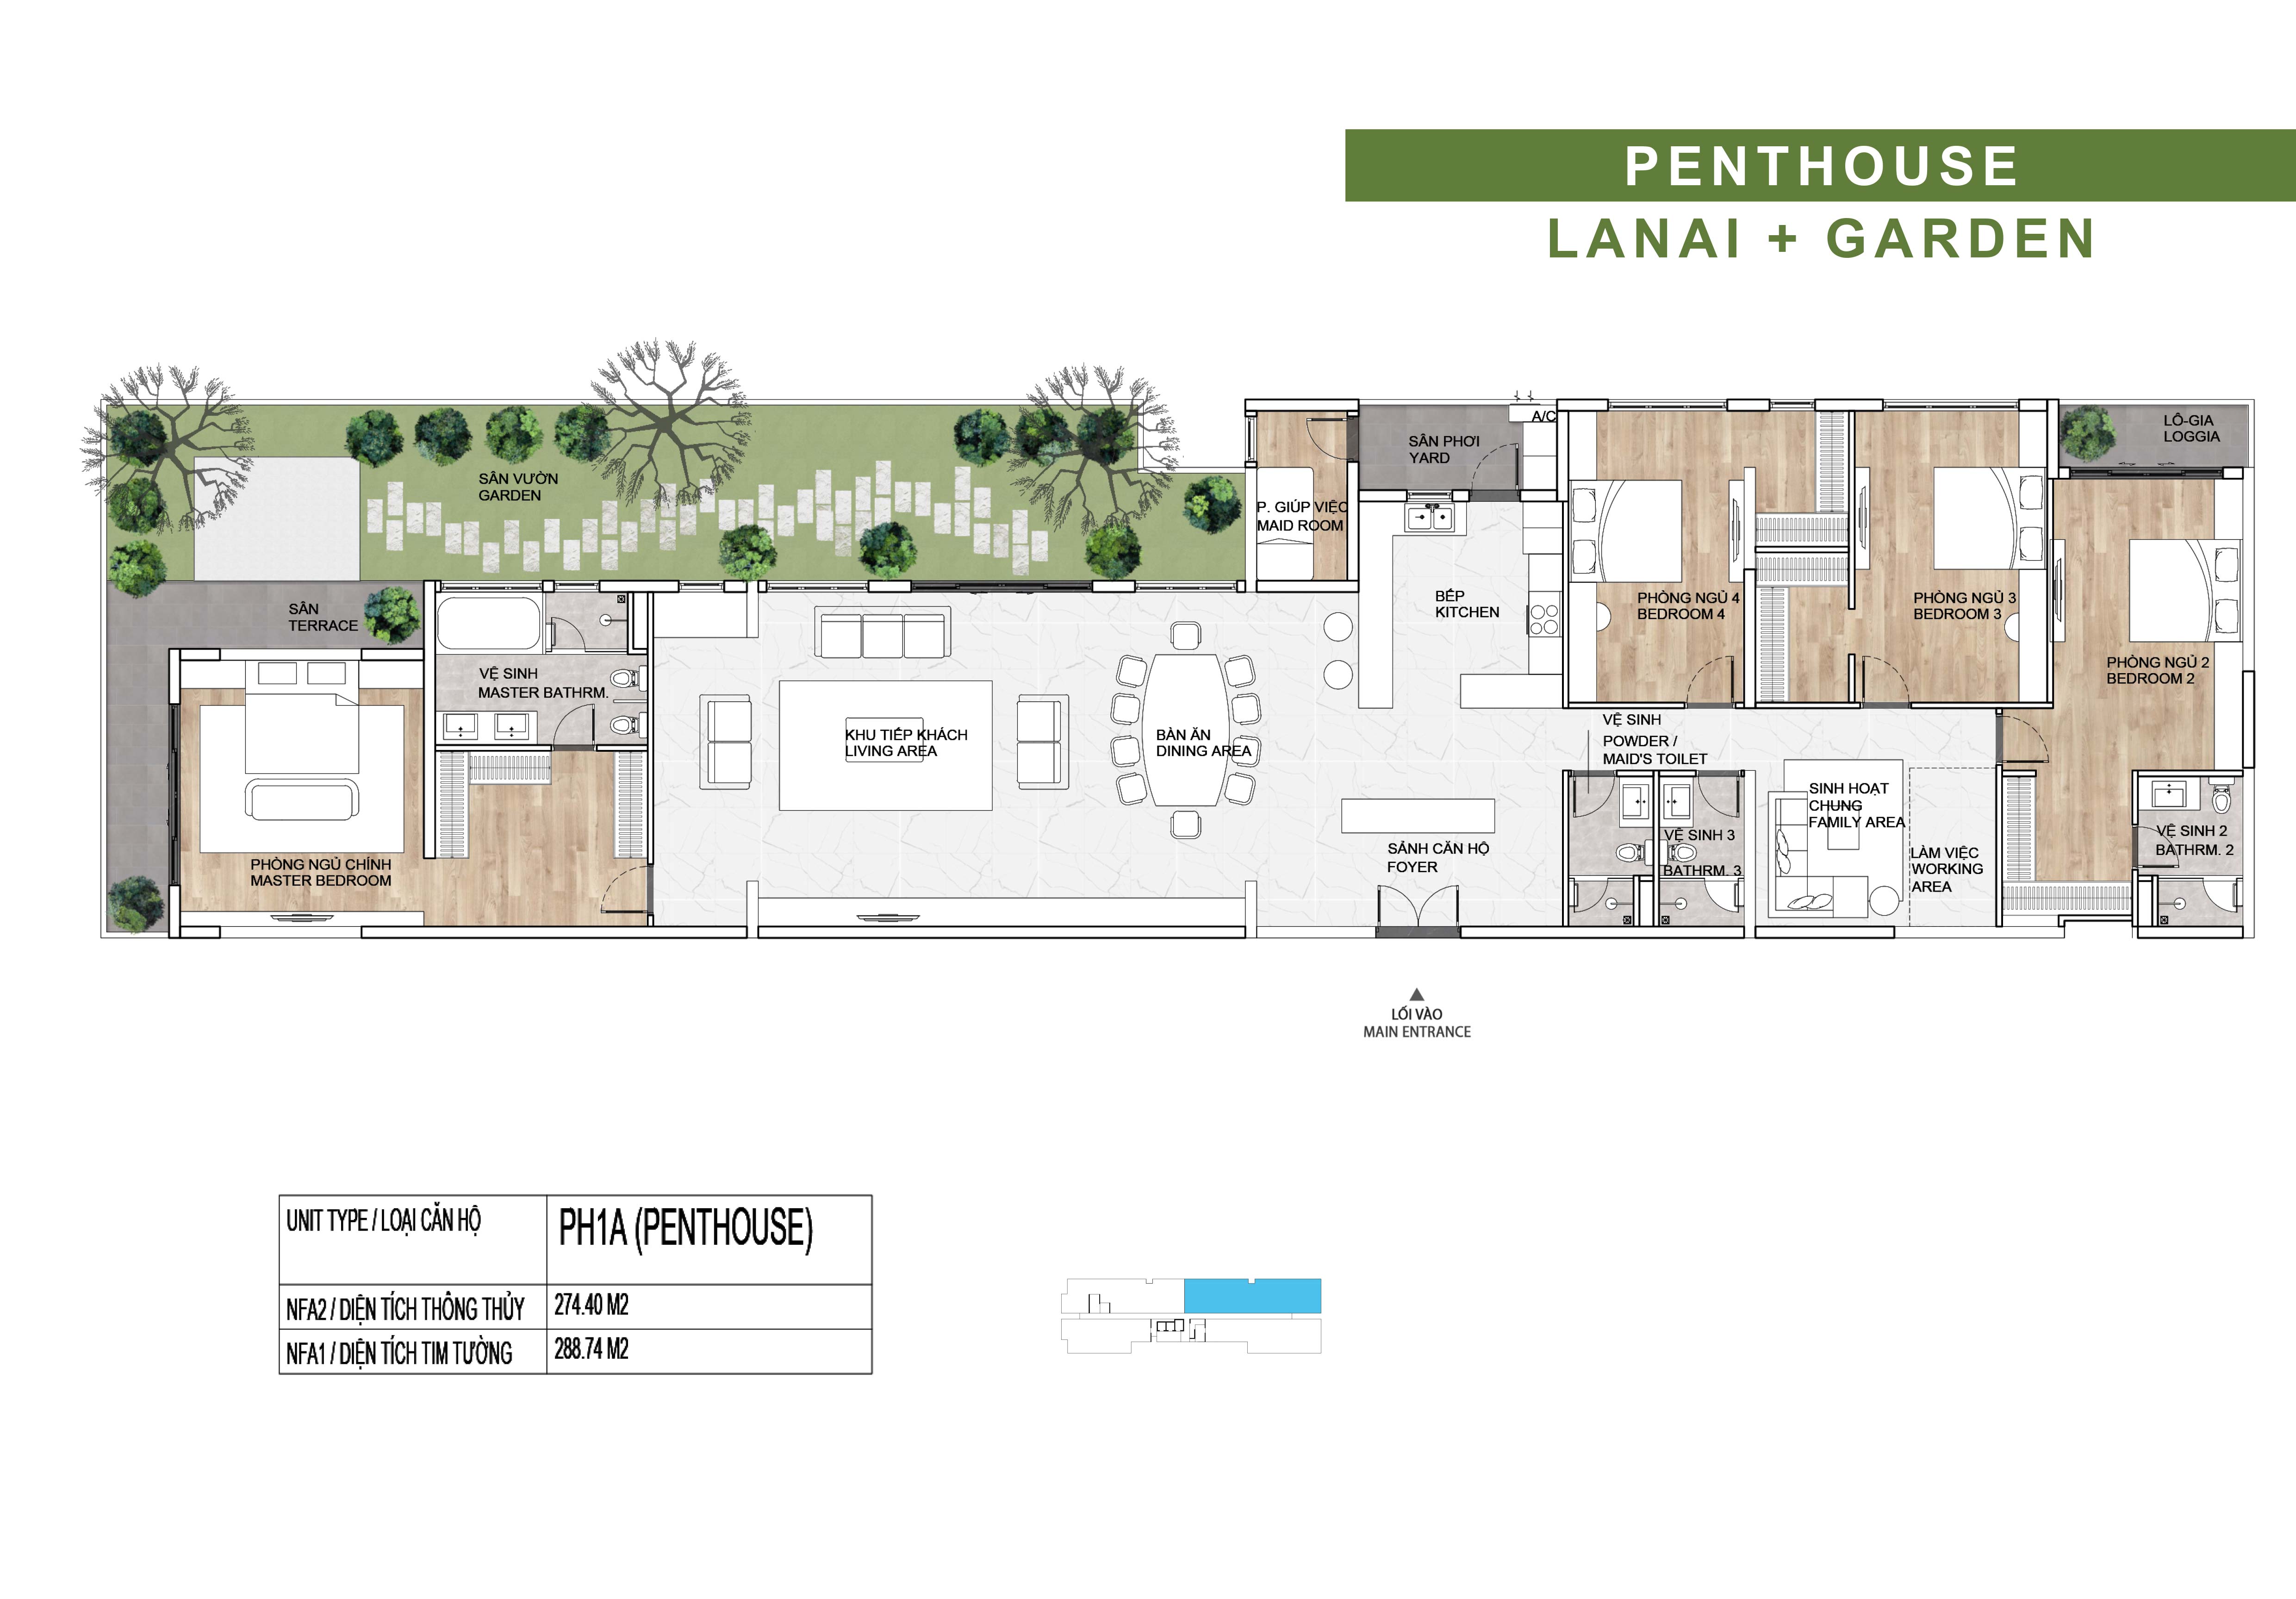 PENTHOUSE
LANAI + GARDEN
SÂN VƯỜN
GARDEN
A/C
SÂN PHƠI
YARD
LÔ-GIA
LOGGIA
P. GIÚP VIỆC
MAID ROOM
SÂN
TERRACE
BẾP
KITCHEN
PHÒNG NGỦ 4
BEDROOM 4
PHÒNG NGỦ 3
BEDROOM 3
PHÒNG NGỦ 2
BEDROOM 2
VỆ SINH
MASTER BATHRM.
KHU TIẾP KHÁCH
LIVING AREA
BÀN ĂN
DINING AREA
VỆ SINH
POWDER /
MAID'S TOILET
SINH HOẠT
CHUNG
FAMILY AREA
VỆ SINH 3
BATHRM. 3
VỆ SINH 2
BATHRM. 2
LÀM VIỆC
WORKING
AREA
SẢNH CĂN HỘ
FOYER
PHÒNG NGỦ CHÍNH
MASTER BEDROOM
LỐI VÀO
MAIN ENTRANCE
UNIT TYPE / LOẠI CĂN HỘ
PH1A (PENTHOUSE)
NFA2 / DIỆN TÍCH THÔNG THỦY
274.40 M2
NFA1 / DIỆN TÍCH TIM TƯỜNG
288.74 M2